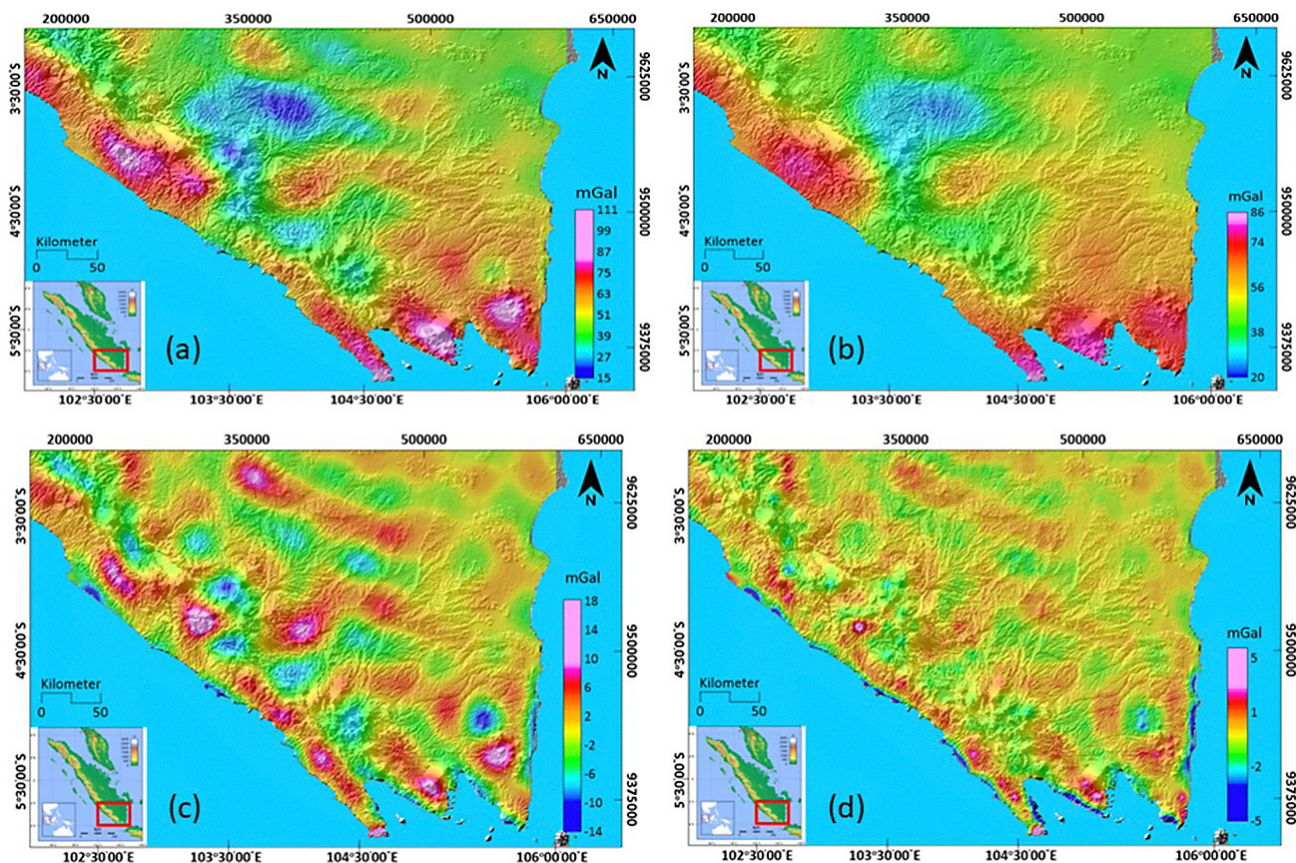 200000 350000 500000 650000
3°30'00"S
4°30'00"S
5°30'00"S
9625000
9500000
9375000
N
mGal
111
99
87
75
63
51
39
27
15
Kilometer
0 50
(a)
102°30'00"E 103°30'00"E 104°30'00"E 106°00'00"E
200000 350000 500000 650000
3°30'00"S
4°30'00"S
5°30'00"S
9625000
9500000
9375000
N
mGal
86
74
56
38
20
Kilometer
0 50
(b)
102°30'00"E 103°30'00"E 104°30'00"E 106°00'00"E
200000 350000 500000 650000
3°30'00"S
4°30'00"S
5°30'00"S
9625000
9500000
9375000
N
mGal
18
14
10
6
2
-2
-6
-10
-14
Kilometer
0 50
(c)
102°30'00"E 103°30'00"E 104°30'00"E 106°00'00"E
200000 350000 500000 650000
3°30'00"S
4°30'00"S
5°30'00"S
9625000
9500000
9375000
N
mGal
5
1
-2
-5
Kilometer
0 50
(d)
102°30'00"E 103°30'00"E 104°30'00"E 106°00'00"E